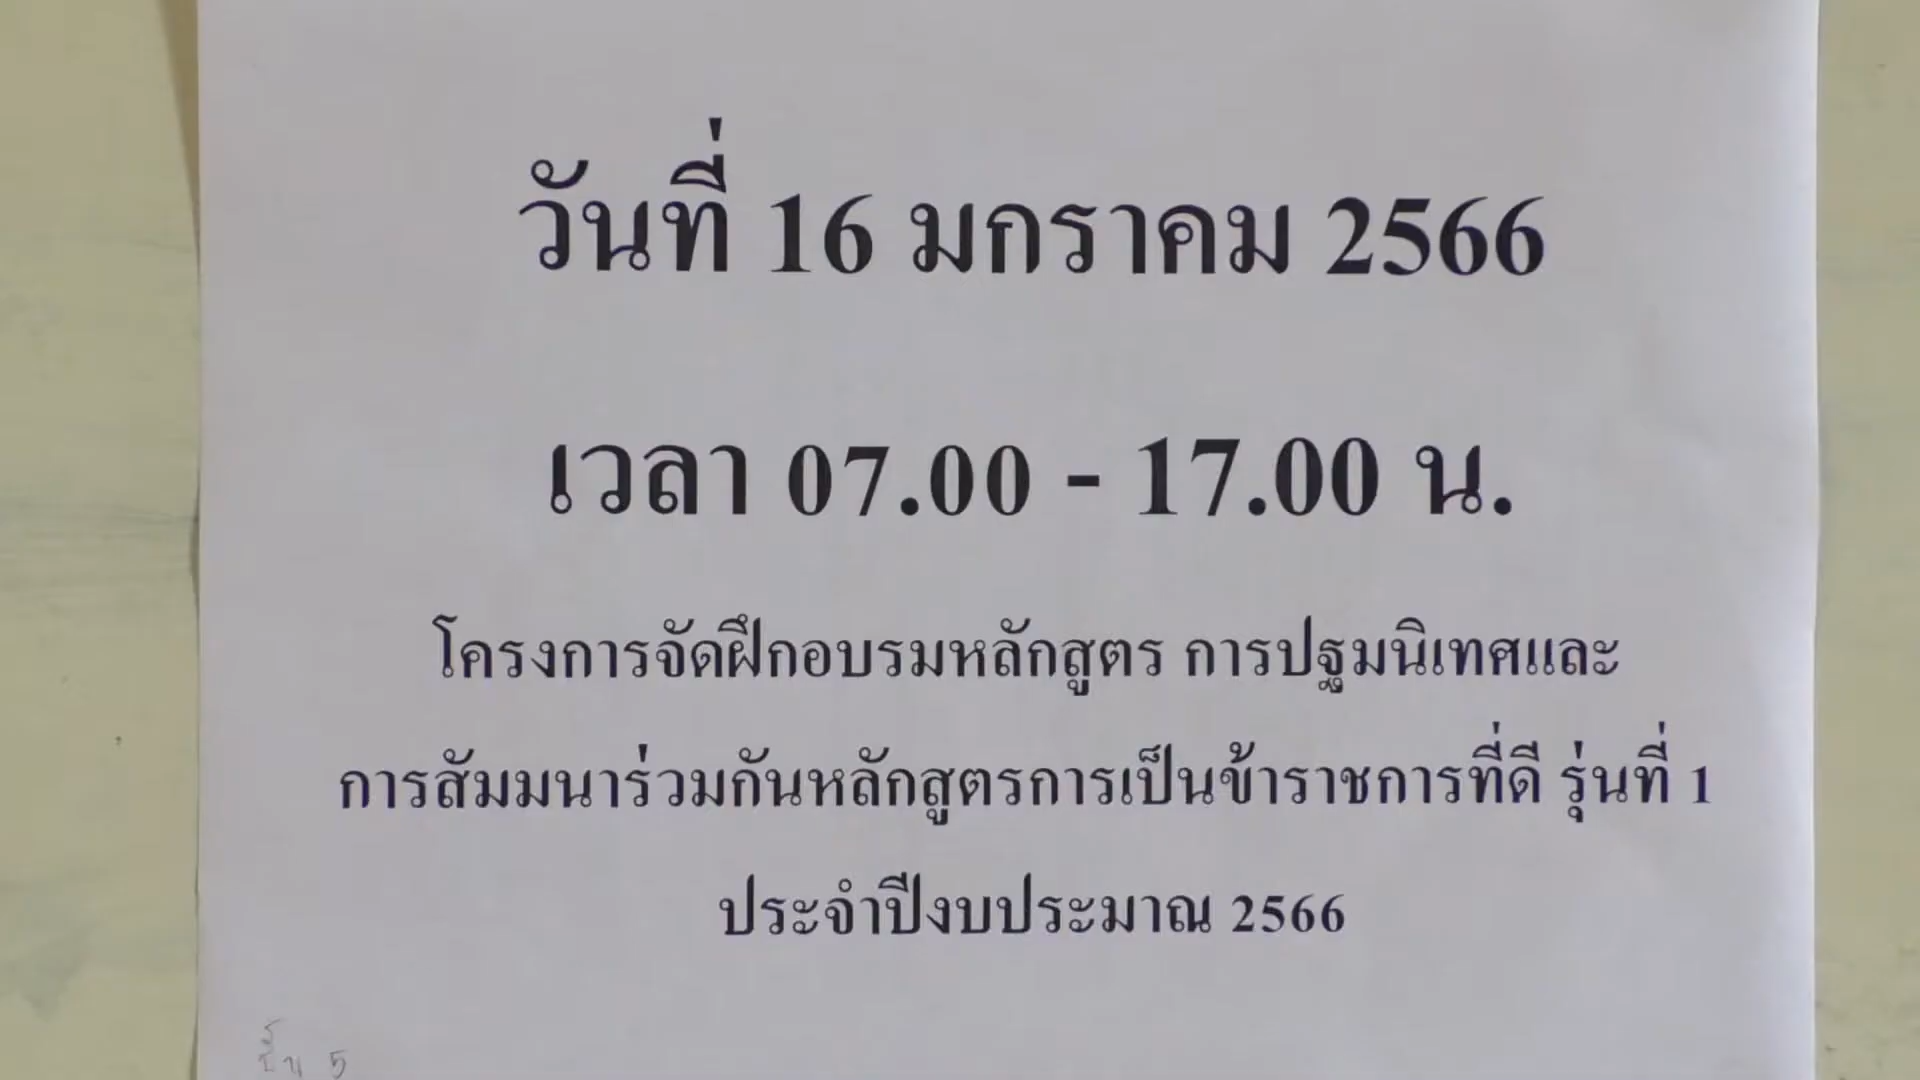 วันที่ 16 มกราคม 2566
เวลา 07.00 - 17.00 น.
โครงการจัดฝึกอบรมหลักสูตร การปฐมนิเทศและ
การสัมมนาร่วมกันหลักสูตรการเป็นข้าราชการที่ดี รุ่นที่ 1
ประจำปีงบประมาณ 2566
ชั้น 5